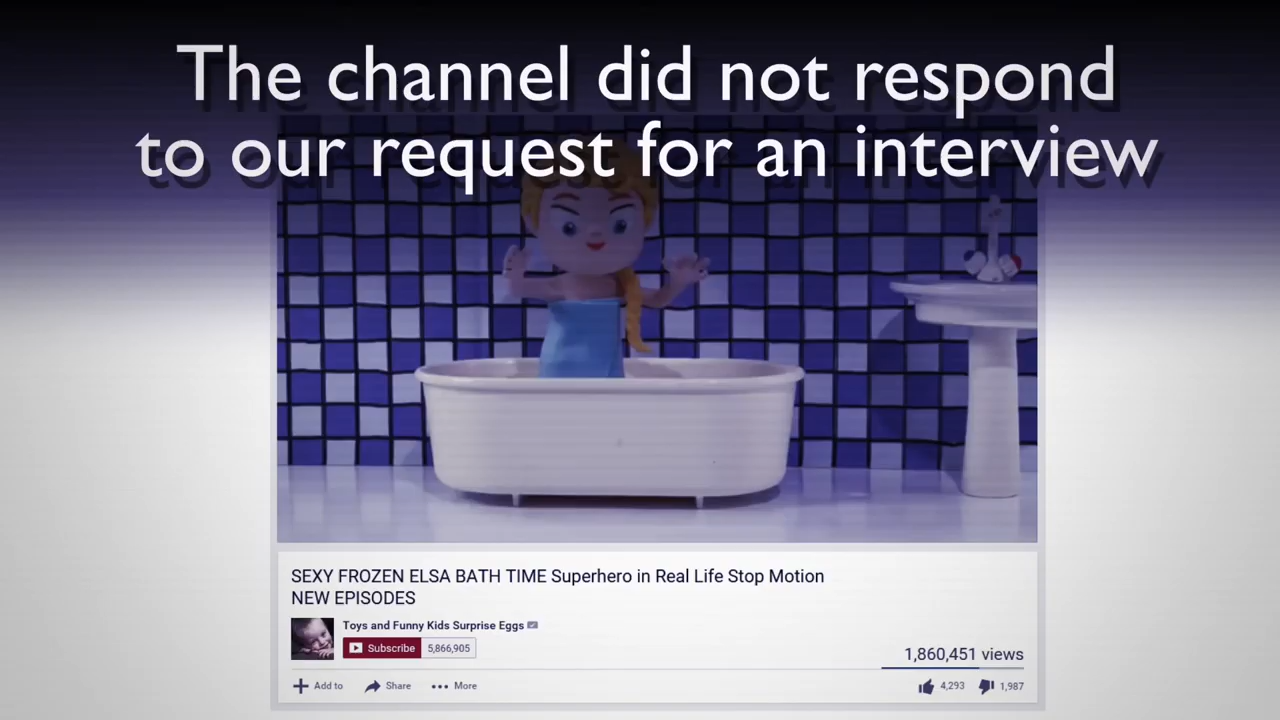 The channel did not respond
to our request for an interview
SEXY FROZEN ELSA BATH TIME Superhero in Real Life Stop Motion
NEW EPISODES
Toys and Funny Kids Surprise Eggs
Subscribe 5,866,905
1,860,451 views
Add to Share More
4,293 1,987